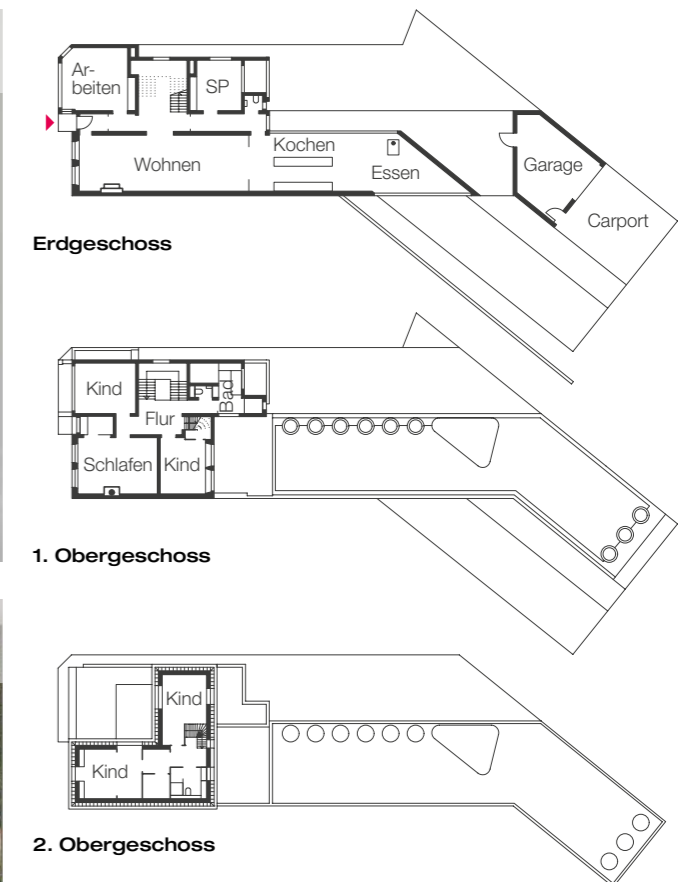 Ar-
beiten
SP
Kochen
Wohnen
Essen
Garage
Carport
Erdgeschoss
Kind
Bad
Flur
Schlafen
Kind
1. Obergeschoss
Kind
Kind
2. Obergeschoss